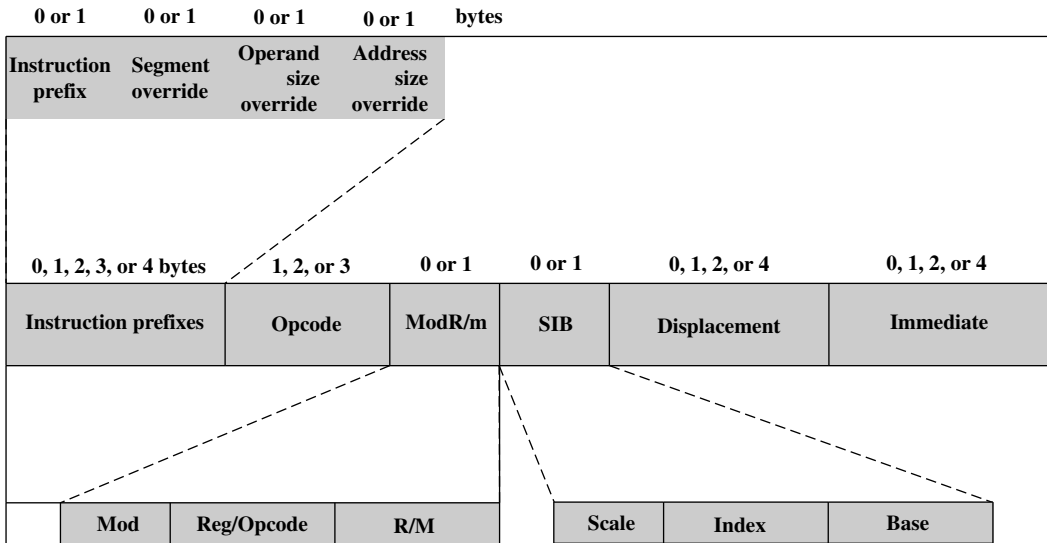 0 or 1 0 or 1 0 or 1 0 or 1 bytes
Instruction prefix
Segment override
Operand size override
Address size override
0, 1, 2, 3, or 4 bytes 1, 2, or 3 0 or 1 0 or 1 0, 1, 2, or 4 0, 1, 2, or 4
Instruction prefixes Opcode ModR/m SIB Displacement Immediate
Mod Reg/Opcode R/M Scale Index Base